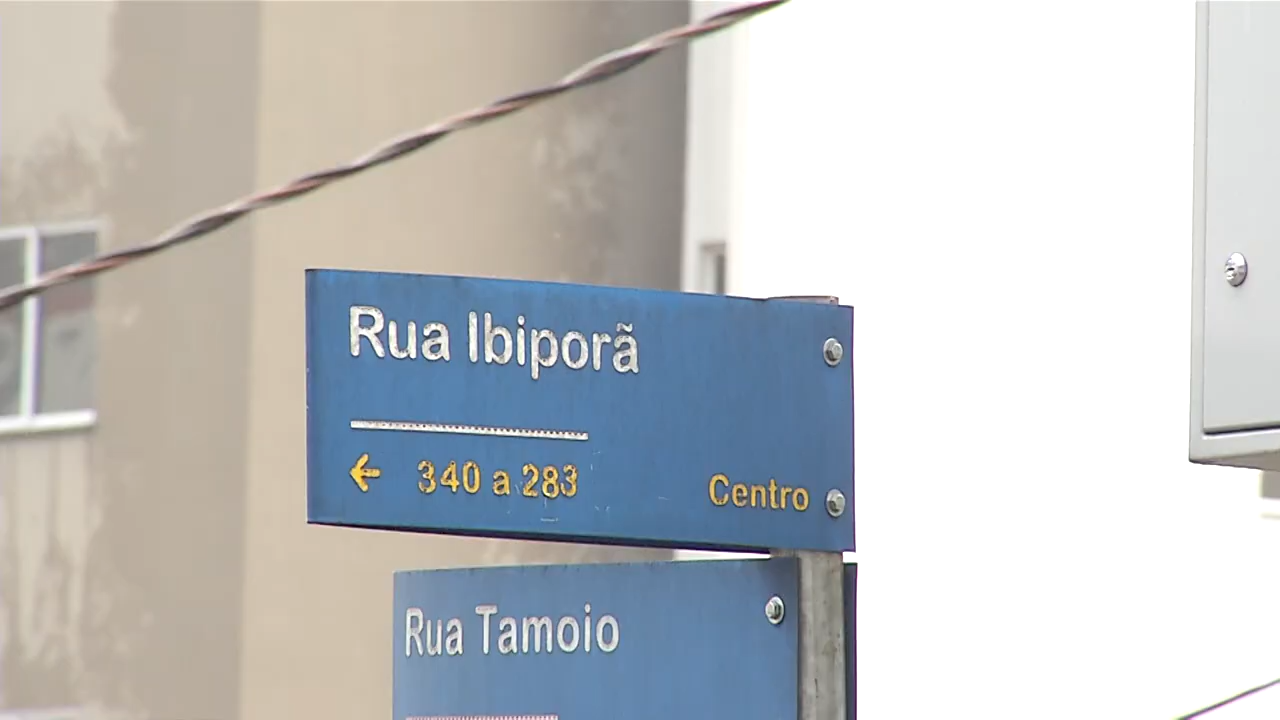 Rua Ibiporã
← 340 a 283 Centro
Rua Tamoio